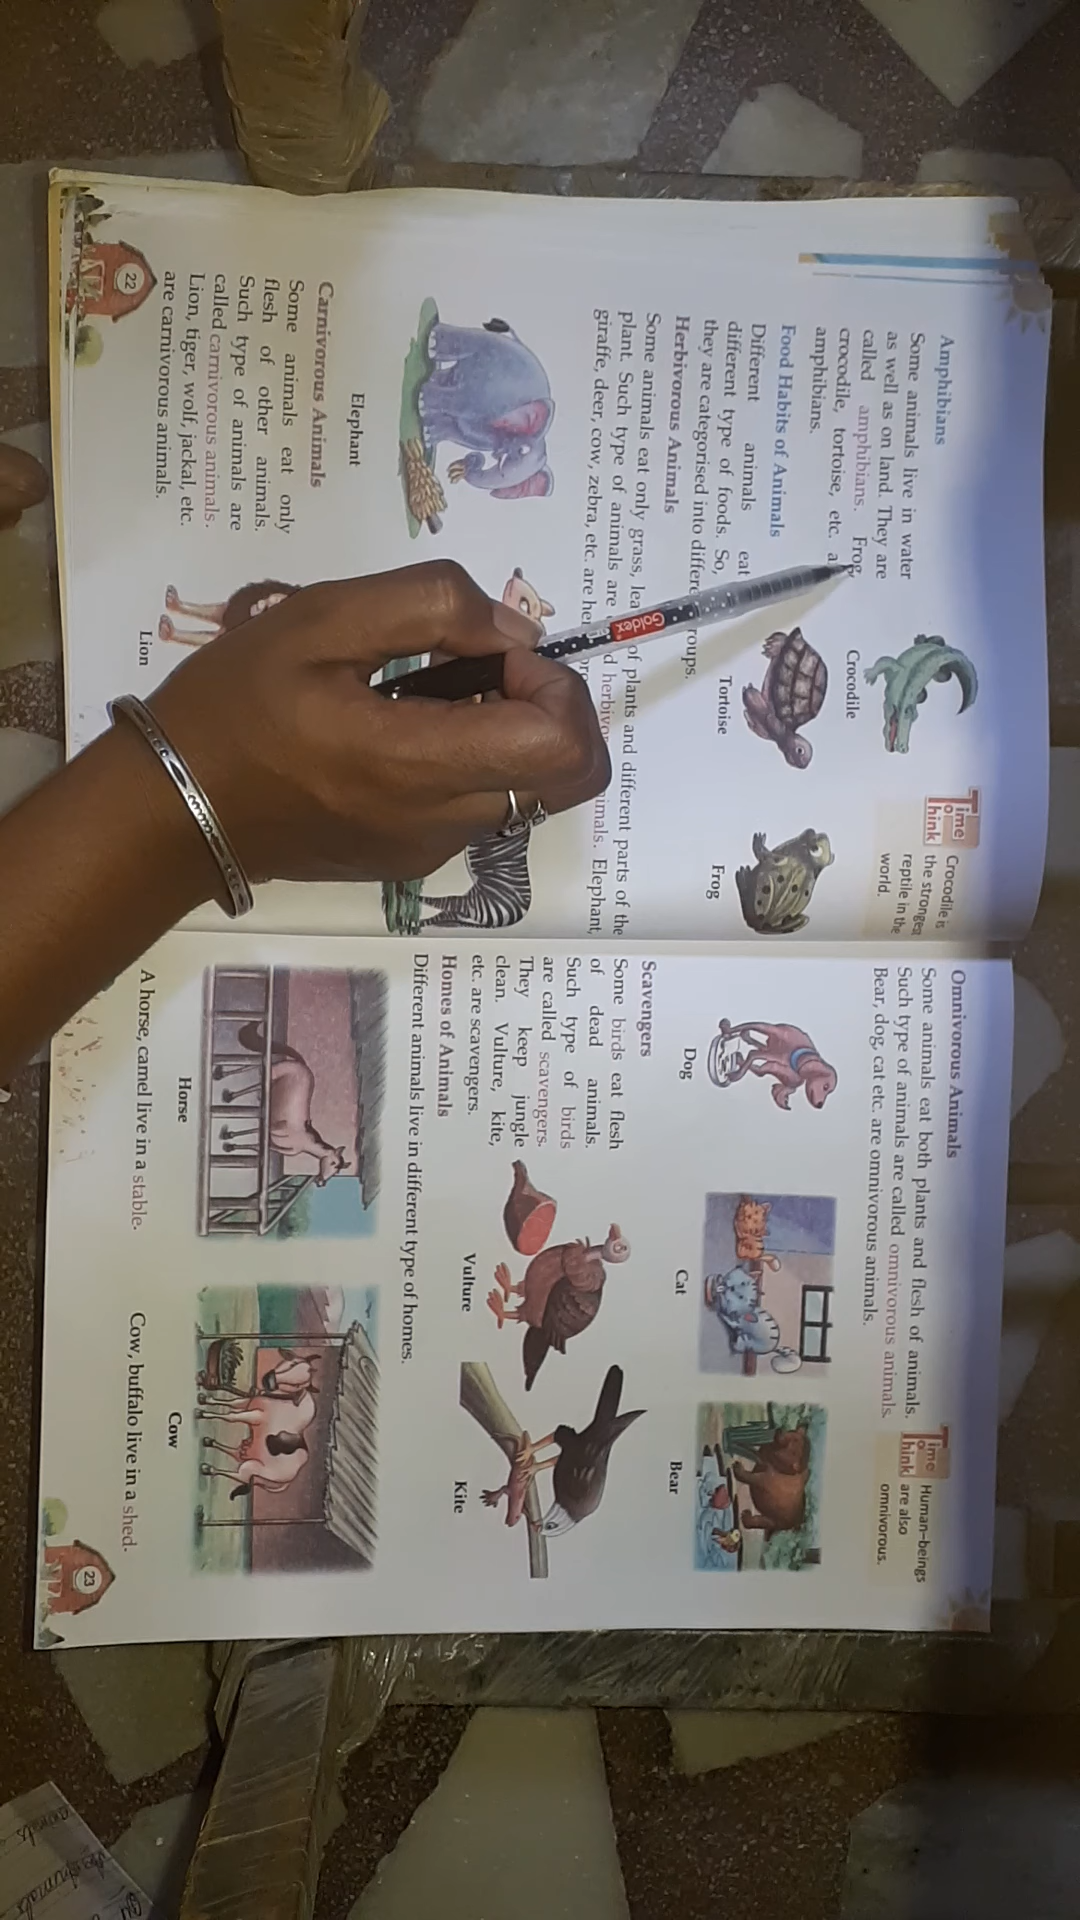 Amphibians
Some animals live in water
as well as on land. They are
called amphibians. Frog,
crocodile, tortoise, etc.
amphibians.
Crocodile
Tortoise
Frog
Time To Think
Crocodile is
the strongest
reptile in the
world.
Food Habits of Animals
Different animals eat
different type of foods. So,
they are categorised into
Herbivorous Animals
Some animals eat only grass, of plants and different parts of the
plant. Such type of animals are
giraffe, deer, cow, zebra, etc. are Elephant,
Elephant
Carnivorous Animals
Some animals eat only
flesh of other animals.
Such type of animals are
called carnivorous animals.
Lion, tiger, wolf, jackal, etc.
are carnivorous animals.
Lion
22
Goldex
Omnivorous Animals
Some animals eat both plants and flesh of animals.
Such type of animals are called omnivorous animals.
Bear, dog, cat etc. are omnivorous animals.
Time To Think
Human-beings
are also
omnivorous.
Dog
Cat
Bear
Scavengers
Some birds eat flesh
of dead animals.
Such type of birds
are called scavengers.
They keep jungle
clean. Vulture, kite,
etc. are scavengers.
Vulture
Kite
Homes of Animals
Different animals live in different type of homes.
Horse
Cow
A horse, camel live in a stable.
Cow, buffalo live in a shed.
23